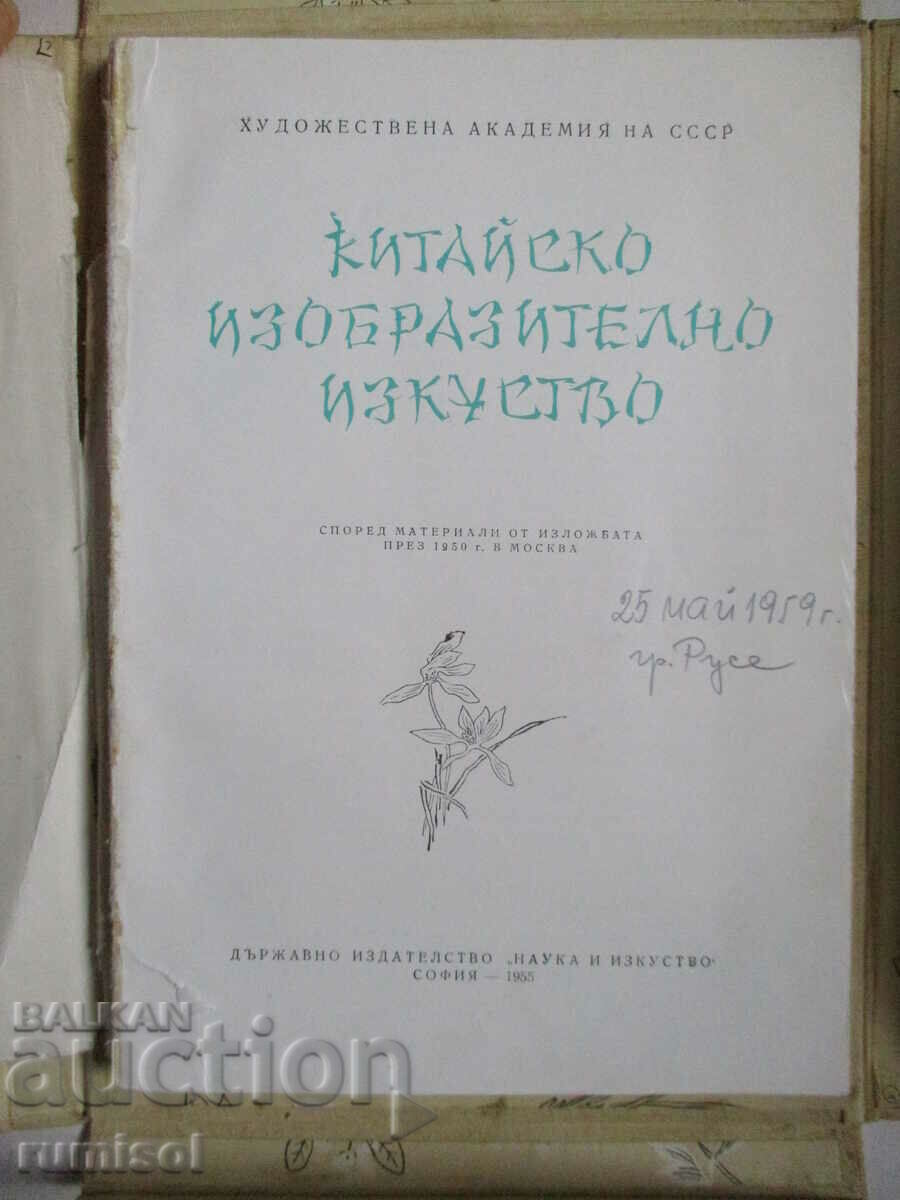 ХУДОЖЕСТВЕНА АКАДЕМИЯ НА СССР
КИТАЙСКО
ИЗОБРАЗИТЕЛНО
ИЗКУСТВО
СПОРЕД МАТЕРИАЛИ ОТ ИЗЛОЖБАТА
ПРЕЗ 1950 г. В МОСКВА
25 май 1959 г.
гр. Русе
ДЪРЖАВНО ИЗДАТЕЛСТВО „НАУКА И ИЗКУСТВО“
СОФИЯ — 1955
BALKAN
auction
rumisol